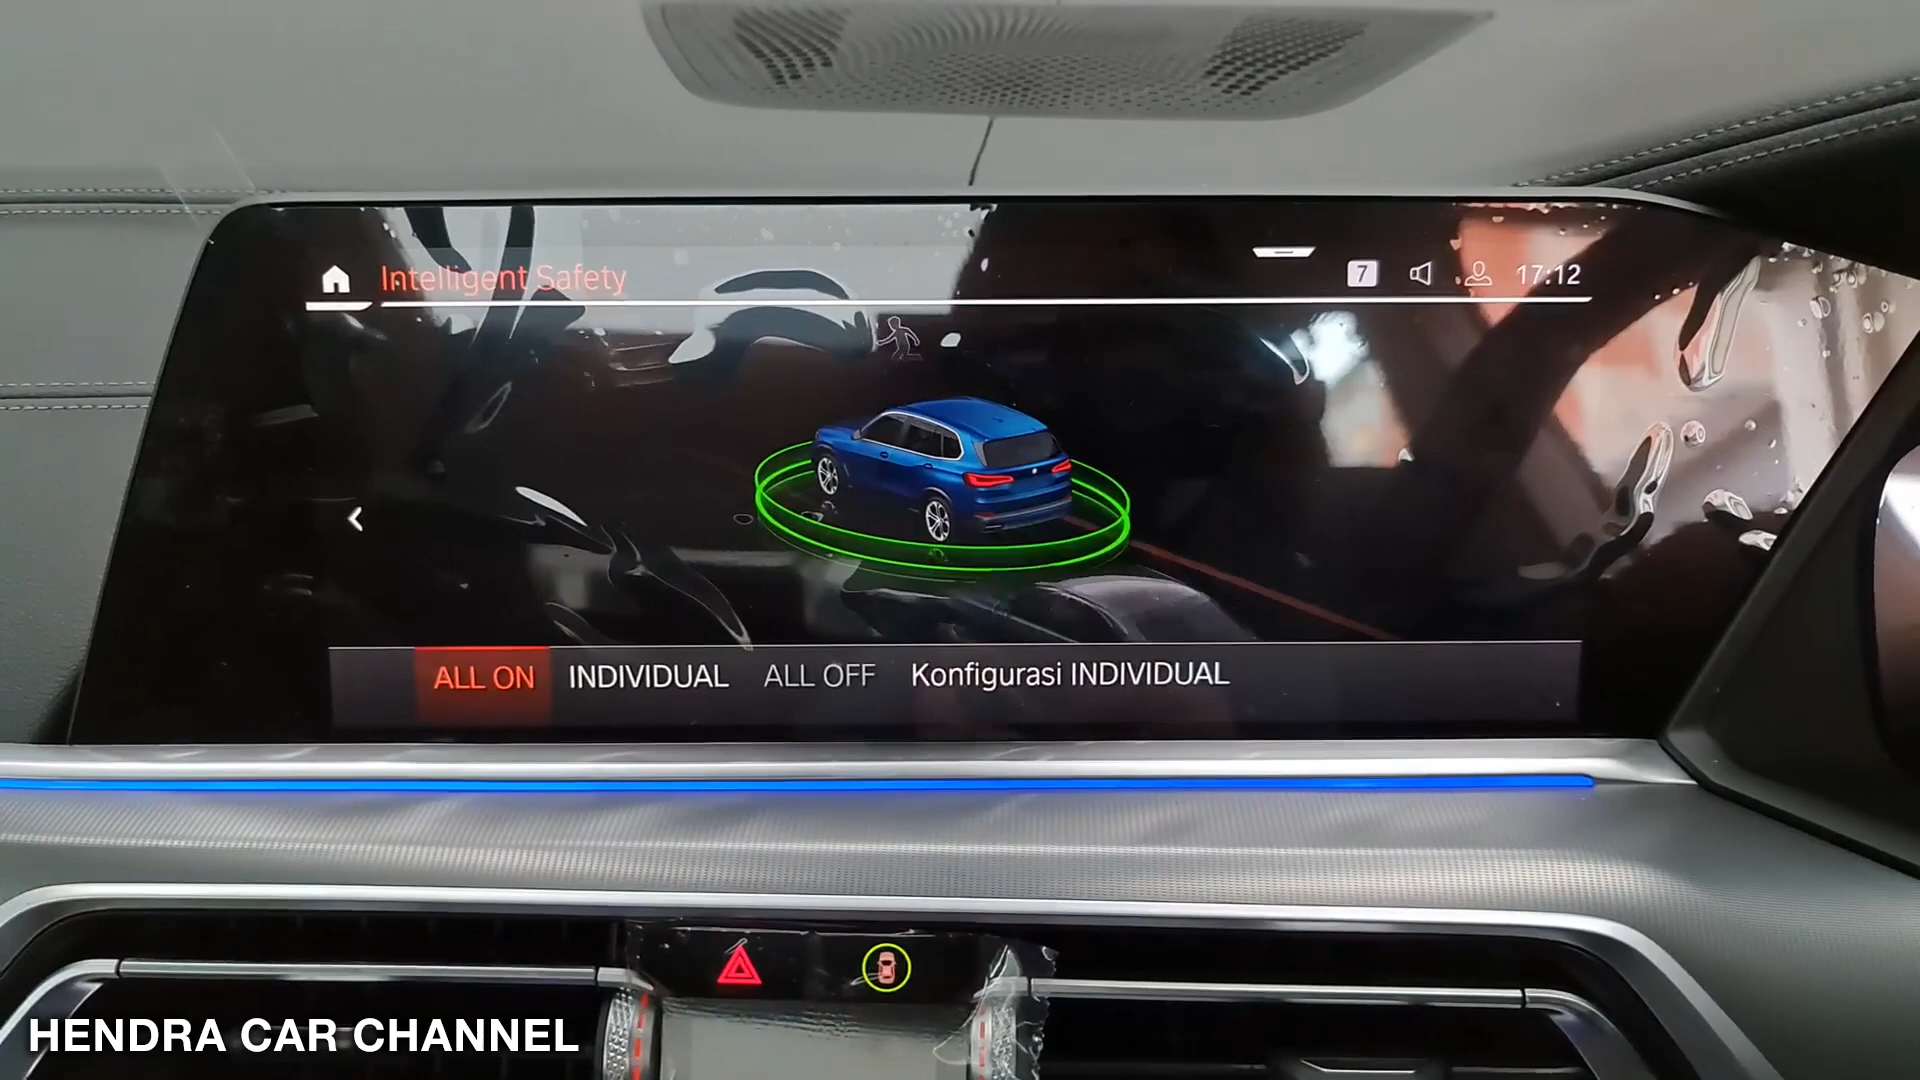 Intelligent Safety
7
17:12
ALL ON
INDIVIDUAL
ALL OFF
Konfigurasi INDIVIDUAL
HENDRA CAR CHANNEL